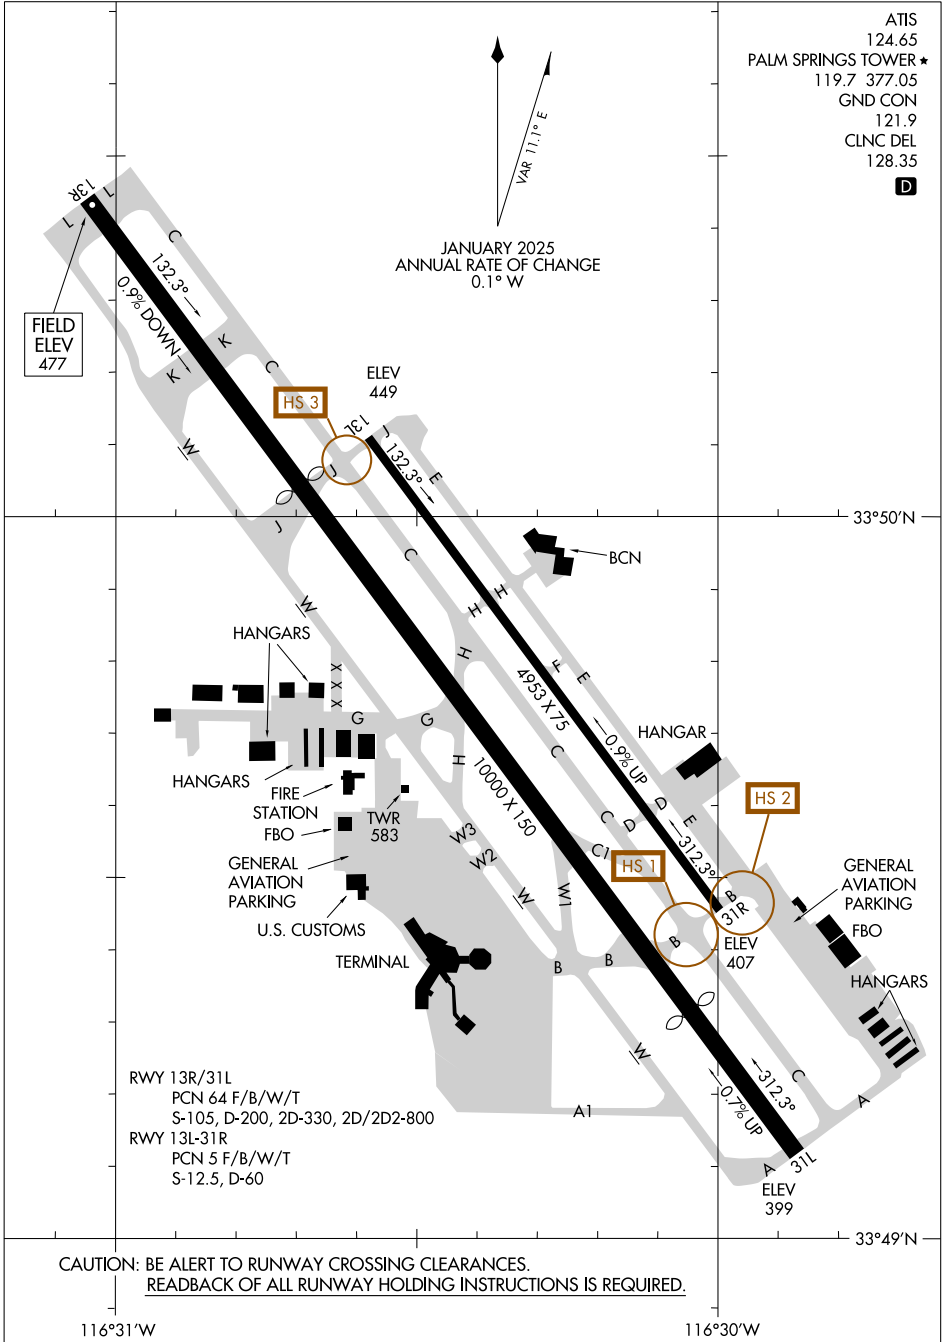 ATIS
124.65
PALM SPRINGS TOWER ★
119.7 377.05
GND CON
121.9
CLNC DEL
128.35
D
VAR 11.1° E
JANUARY 2025
ANNUAL RATE OF CHANGE
0.1° W
13R
L
L
C
132.3°
0.9% DOWN
FIELD
ELEV
477
K
K
C
HS 3
ELEV
449
13L
J
E
132.3°
W
J
J
33°50'N
C
BCN
H
H
W
HANGARS
H
F
E
X
X
X
X
4953 X 75
G
G
C
HANGAR
0.9% UP
H
HANGARS
10000 X 150
FIRE
STATION
TWR
583
FBO
D
D
E
C
HS 2
W3
W2
C1
312.3°
HS 1
GENERAL
AVIATION
PARKING
GENERAL
AVIATION
PARKING
W
W1
B
31R
U.S. CUSTOMS
FBO
B
ELEV
407
TERMINAL
B
B
HANGARS
W
RWY 13R/31L
PCN 64 F/B/W/T
S-105, D-200, 2D-330, 2D/2D2-800
RWY 13L-31R
PCN 5 F/B/W/T
S-12.5, D-60
312.3°
0.7% UP
C
A
A1
A
31L
ELEV
399
33°49'N
CAUTION: BE ALERT TO RUNWAY CROSSING CLEARANCES.
READBACK OF ALL RUNWAY HOLDING INSTRUCTIONS IS REQUIRED.
116°31'W
116°30'W